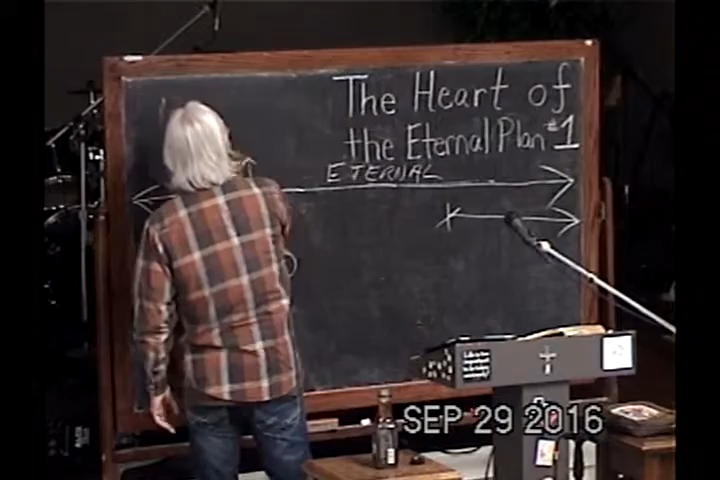 The Heart of
the Eternal Plan #1
ETERNAL
SEP 29 2016